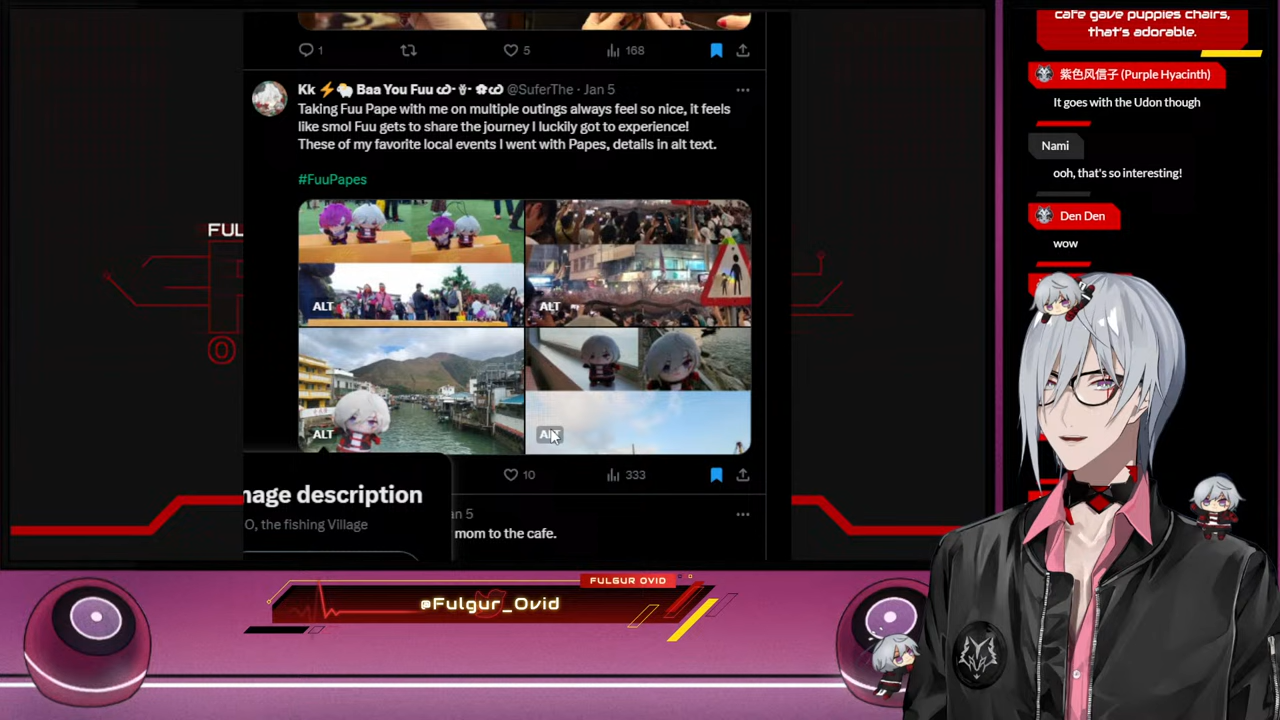 1
5
168
Kk ⚡🐑 Baa You Fuu @SuferThe · Jan 5
Taking Fuu Pape with me on multiple outings always feel so nice, it feels
like smol Fuu gets to share the journey I luckily got to experience!
These of my favorite local events I went with Papes, details in alt text.
#FuuPapes
ALT
ALT
ALT
ALT
10
333
nage description
O, the fishing Village
an 5
mom to the cafe.
FUL
FULGUR OVID
@Fulgur_Ovid
cafe gave puppies chairs,
that's adorable.
紫色风信子 (Purple Hyacinth)
It goes with the Udon though
Nami
ooh, that's so interesting!
Den Den
wow